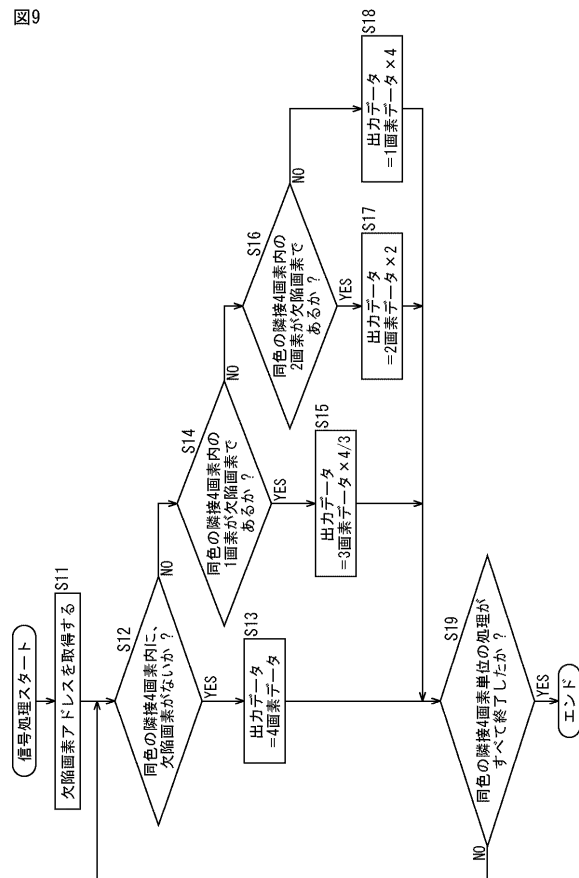 図9
信号処理スタート
S11
欠陥画素アドレスを取得する
S12
同色の隣接4画素内に、
欠陥画素がないか ?
NO
YES
S13
出力データ
=4画素データ
S14
同色の隣接4画素内の
1画素が欠陥画素で
あるか ?
NO
YES
S15
出力データ
=3画素データ×4/3
S16
同色の隣接4画素内の
2画素が欠陥画素で
あるか ?
NO
YES
S17
出力データ
=2画素データ×2
S18
出力データ
=1画素データ×4
S19
同色の隣接4画素単位の処理が
すべて終了したか ?
NO
YES
エンド